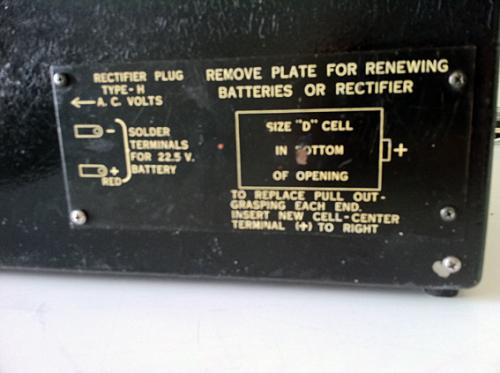 RECTIFIER PLUG
TYPE-H
← A. C. VOLTS
-
SOLDER
TERMINALS
FOR 22.5 V.
BATTERY
+
RED
REMOVE PLATE FOR RENEWING
BATTERIES OR RECTIFIER
SIZE "D" CELL
IN BOTTOM
OF OPENING
+
TO REPLACE PULL OUT-
GRASPING EACH END.
INSERT NEW CELL-CENTER
TERMINAL (+) TO RIGHT